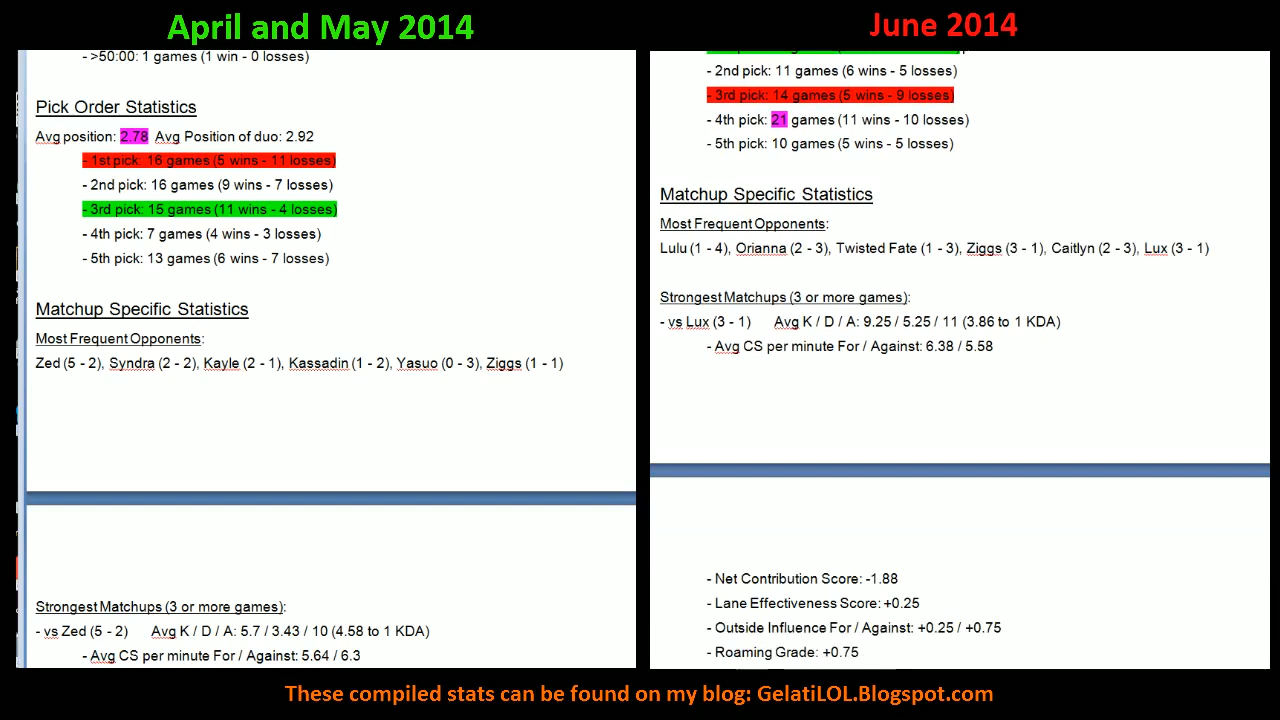 April and May 2014
- >50:00: 1 games (1 win - 0 losses)
Pick Order Statistics
Avg position: 2.78 Avg Position of duo: 2.92
- 1st pick: 16 games (5 wins - 11 losses)
- 2nd pick: 16 games (9 wins - 7 losses)
- 3rd pick: 15 games (11 wins - 4 losses)
- 4th pick: 7 games (4 wins - 3 losses)
- 5th pick: 13 games (6 wins - 7 losses)
Matchup Specific Statistics
Most Frequent Opponents:
Zed (5 - 2), Syndra (2 - 2), Kayle (2 - 1), Kassadin (1 - 2), Yasuo (0 - 3), Ziggs (1 - 1)
Strongest Matchups (3 or more games):
- vs Zed (5 - 2) Avg K / D / A: 5.7 / 3.43 / 10 (4.58 to 1 KDA)
- Avg CS per minute For / Against: 5.64 / 6.3
June 2014
- 2nd pick: 11 games (6 wins - 5 losses)
- 3rd pick: 14 games (5 wins - 9 losses)
- 4th pick: 21 games (11 wins - 10 losses)
- 5th pick: 10 games (5 wins - 5 losses)
Matchup Specific Statistics
Most Frequent Opponents:
Lulu (1 - 4), Orianna (2 - 3), Twisted Fate (1 - 3), Ziggs (3 - 1), Caitlyn (2 - 3), Lux (3 - 1)
Strongest Matchups (3 or more games):
- vs Lux (3 - 1) Avg K / D / A: 9.25 / 5.25 / 11 (3.86 to 1 KDA)
- Avg CS per minute For / Against: 6.38 / 5.58
- Net Contribution Score: -1.88
- Lane Effectiveness Score: +0.25
- Outside Influence For / Against: +0.25 / +0.75
- Roaming Grade: +0.75
These compiled stats can be found on my blog: GelatiLOL.Blogspot.com